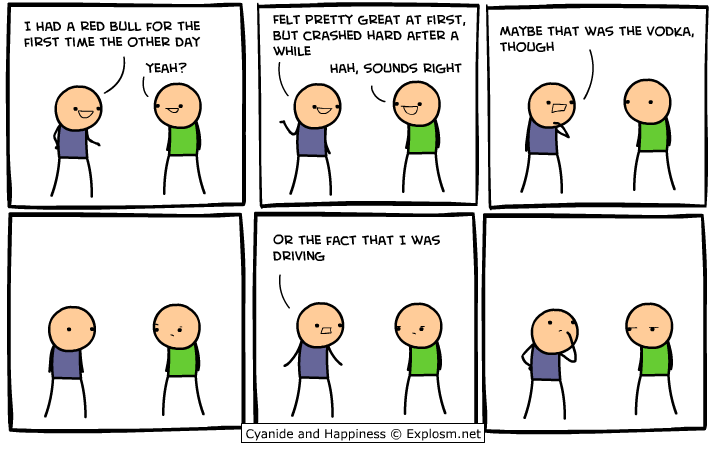 I HAD A RED BULL FOR THE
FIRST TIME THE OTHER DAY
YEAH?
FELT PRETTY GREAT AT FIRST,
BUT CRASHED HARD AFTER A
WHILE
HAH, SOUNDS RIGHT
MAYBE THAT WAS THE VODKA,
THOUGH
OR THE FACT THAT I WAS
DRIVING
Cyanide and Happiness © Explosm.net